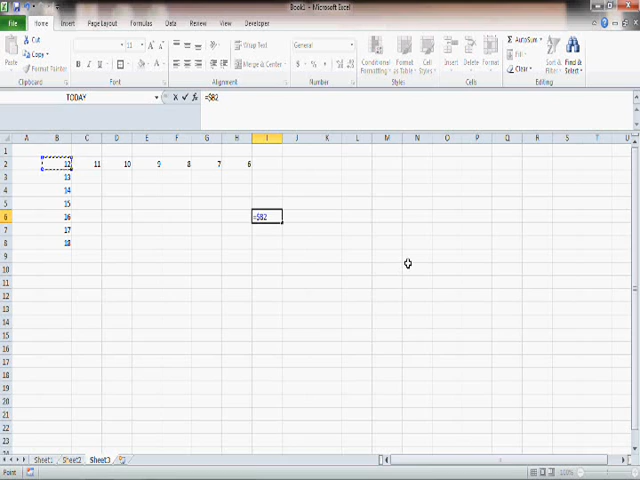 Book1 - Microsoft Excel
File Home Insert Page Layout Formulas Data Review View Developer
Paste Cut Copy Format Painter
11 Wrap Text Merge & Center General
Conditional Formatting Format as Table Cell Styles Insert Delete Format
AutoSum Fill Clear Sort & Filter Find & Select
Clipboard Font Alignment Number Styles Cells Editing
TODAY =$B2
A B C D E F G H I J K L M N O P Q R S T U
1
2 12 11 10 9 8 7 6
3 13
4 14
5 15
6 16 =$B2
7 17
8 18
9
10
11
12
13
14
15
16
17
18
19
20
21
22
23
24
Sheet1 Sheet2 Sheet3
Point 100%